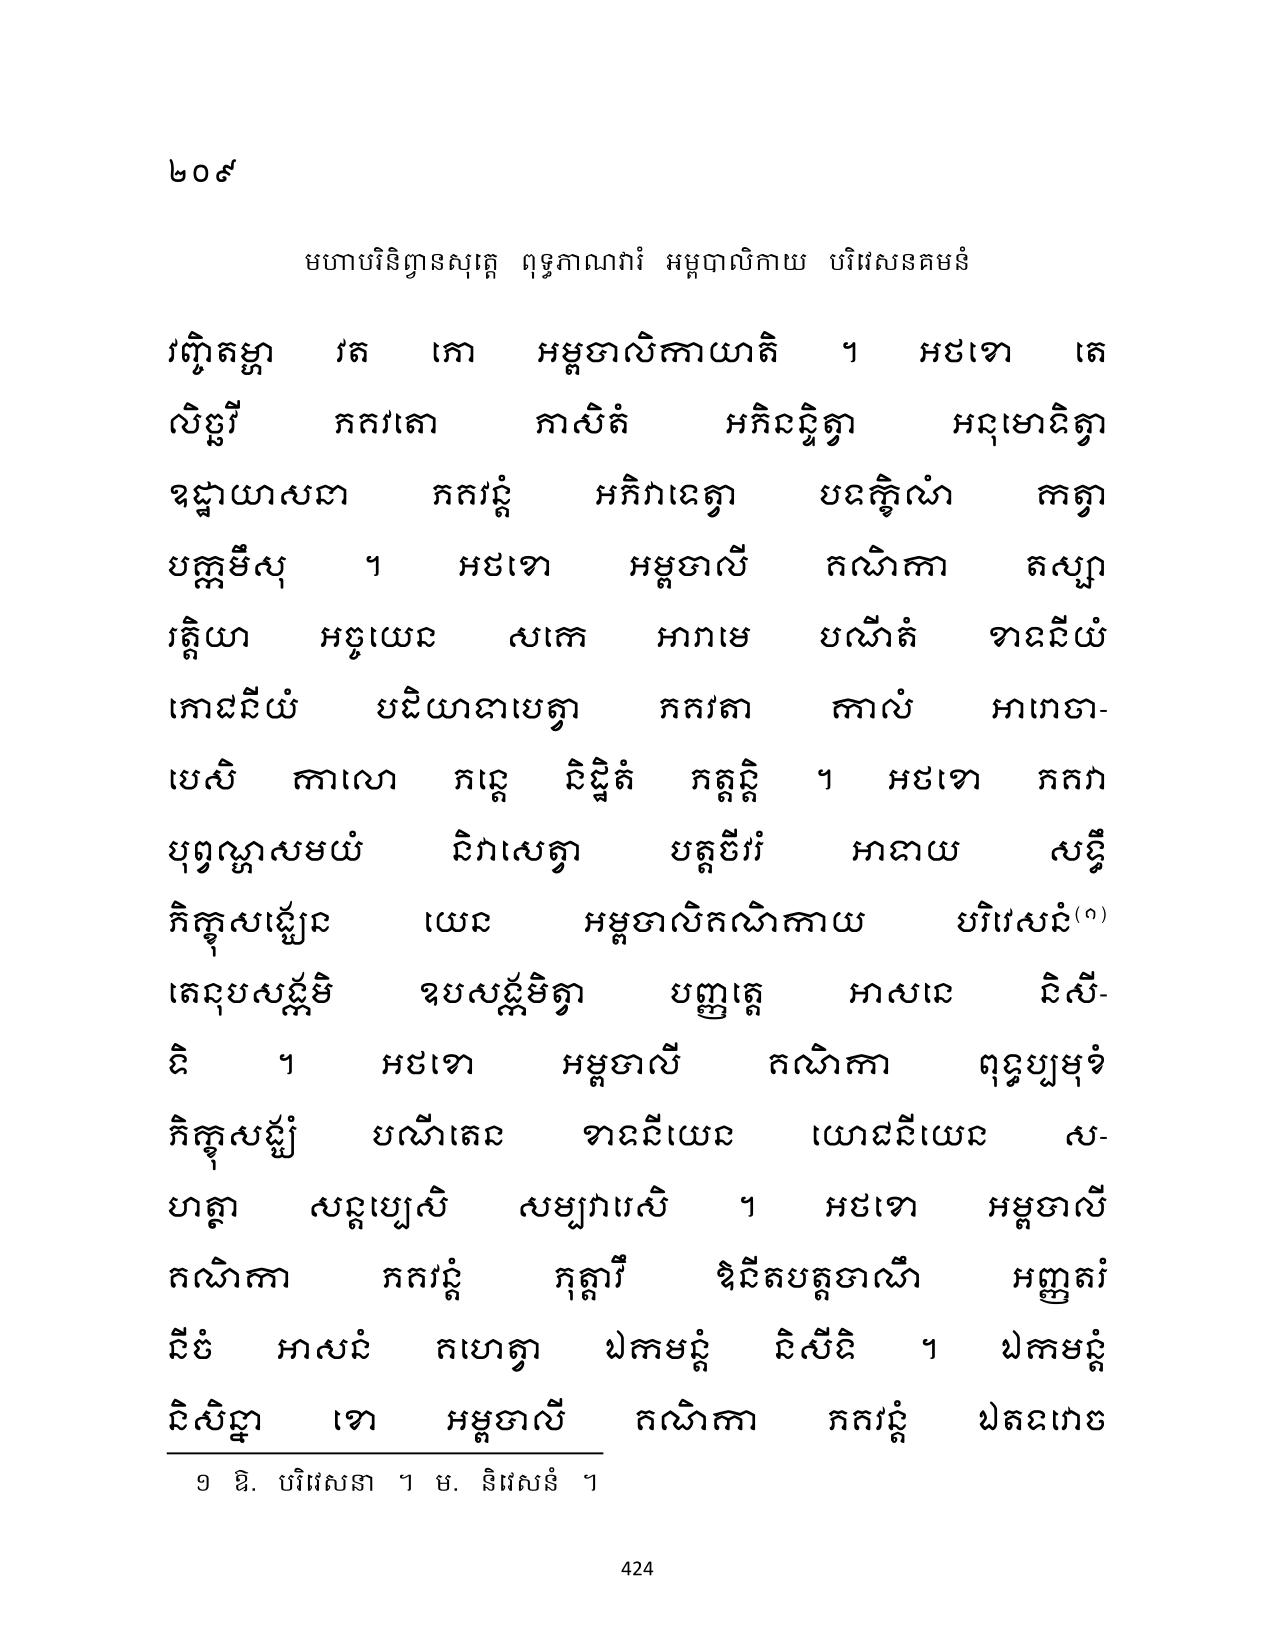 ២០៩
មហាបរិនិព្វានសុត្តេ ពុទ្ធភាណវារំ អម្ពបាលិកាយ បរិវេសនគមនំ
វញ្ចិតម្ហា វត ភោ អម្ពបាលិកាយាតិ ។ អថខោ តេ
លិច្ឆវី ភគវតោ ភាសិតំ អភិនន្ទិត្វា អនុមោទិត្វា
ឧដ្ឋាយាសនា ភគវន្តំ អភិវាទេត្វា បទក្ខិណំ កត្វា
បក្កមឹសុ ។ អថខោ អម្ពបាលី គណិកា តស្សា
រត្តិយា អច្ចយេន សកេ អារាមេ បណីតំ ខាទនីយំ
ភោជនីយំ បដិយាទាបេត្វា ភគវតា កាលំ អារោចា-
បេសិ កាលោ ភន្តេ និដ្ឋិតំ ភត្តន្តិ ។ អថខោ ភគវា
បុព្វណ្ហសមយំ និវាសេត្វា បត្តចីវរំ អាទាយ សទ្ធឹ
ភិក្ខុសង្ឃេន យេន អម្ពបាលិគណិកាយ បរិវេសនំ(១)
តេនុបសង្កមិ ឧបសង្កមិត្វា បញ្ញត្តេ អាសនេ និសី-
ទិ ។ អថខោ អម្ពបាលី គណិកា ពុទ្ធប្បមុខំ
ភិក្ខុសង្ឃំ បណីតេន ខាទនីយេន យោជនីយេន ស-
ហត្ថា សន្តប្បេសិ សម្បវារេសិ ។ អថខោ អម្ពបាលី
គណិកា ភគវន្តំ ភុត្តាវឹ ឱនីតបត្តបាណឹ អញ្ញតរំ
នីចំ អាសនំ គហេត្វា ឯកមន្តំ និសីទិ ។ ឯកមន្តំ
និសិន្នា ខោ អម្ពបាលី គណិកា ភគវន្តំ ឯតទវោច
១ ឱ. បរិវេសនា ។ ម. និវេសនំ ។
424